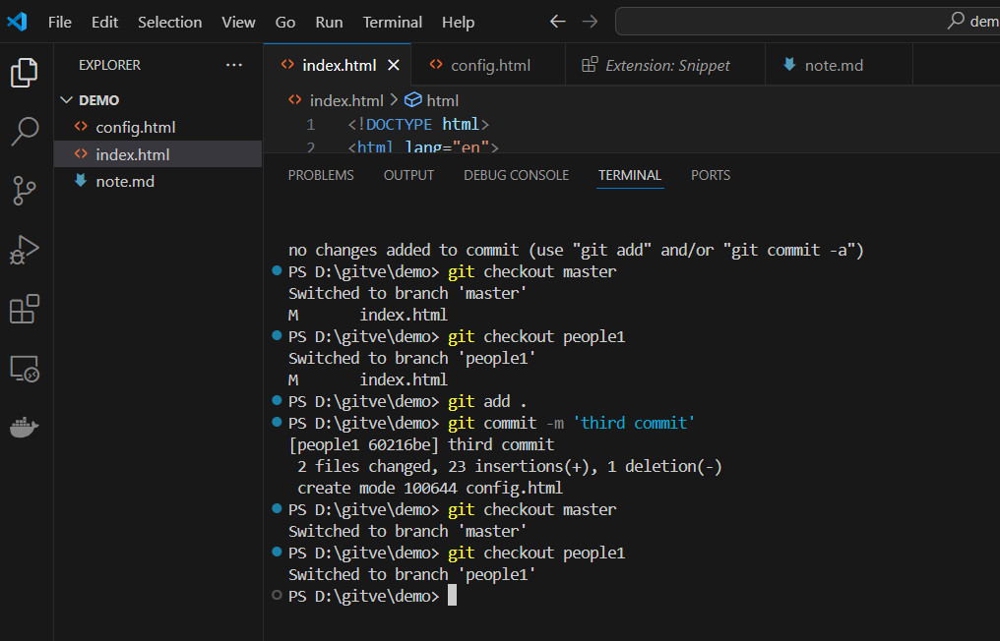 File Edit Selection View Go Run Terminal Help
dem
EXPLORER
DEMO
config.html
index.html
note.md
index.html config.html Extension: Snippet note.md
index.html > html
1 <!DOCTYPE html>
2 <html lang="en">
PROBLEMS OUTPUT DEBUG CONSOLE TERMINAL PORTS
no changes added to commit (use "git add" and/or "git commit -a")
PS D:\gitve\demo> git checkout master
Switched to branch 'master'
M index.html
PS D:\gitve\demo> git checkout people1
Switched to branch 'people1'
M index.html
PS D:\gitve\demo> git add .
PS D:\gitve\demo> git commit -m 'third commit'
[people1 60216be] third commit
2 files changed, 23 insertions(+), 1 deletion(-)
create mode 100644 config.html
PS D:\gitve\demo> git checkout master
Switched to branch 'master'
PS D:\gitve\demo> git checkout people1
Switched to branch 'people1'
PS D:\gitve\demo>